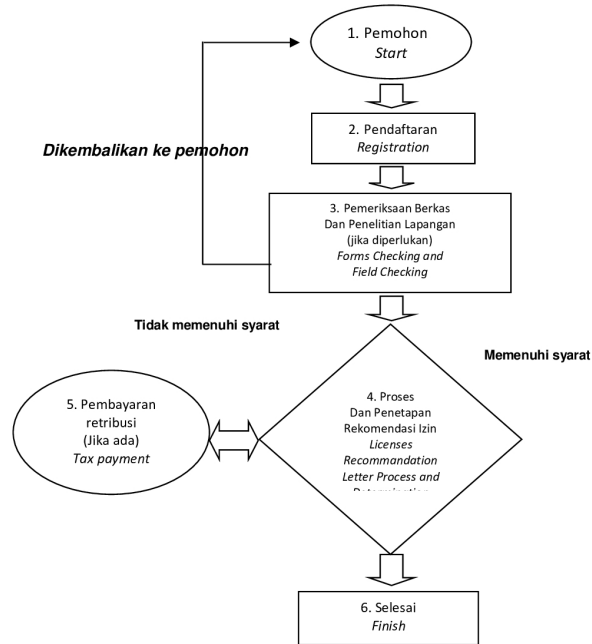 1. Pemohon
Start
2. Pendaftaran
Registration
Dikembalikan ke pemohon
3. Pemeriksaan Berkas
Dan Penelitian Lapangan
(jika diperlukan)
Forms Checking and
Field Checking
Tidak memenuhi syarat
Memenuhi syarat
4. Proses
Dan Penetapan
Rekomendasi Izin
Licenses
Recommandation
Letter Process and
5. Pembayaran
retribusi
(Jika ada)
Tax payment
6. Selesai
Finish